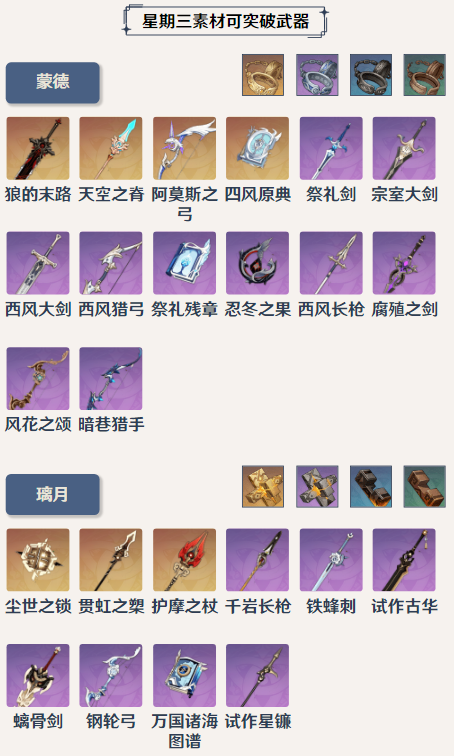 星期三素材可突破武器
蒙德
狼的末路 天空之脊 阿莫斯之弓 四风原典 祭礼剑 宗室大剑
西风大剑 西风猎弓 祭礼残章 忍冬之果 西风长枪 腐殖之剑
风花之颂 暗巷猎手
璃月
尘世之锁 贯虹之槊 护摩之杖 千岩长枪 铁蜂刺 试作古华
螭骨剑 钢轮弓 万国诸海图谱 试作星镰